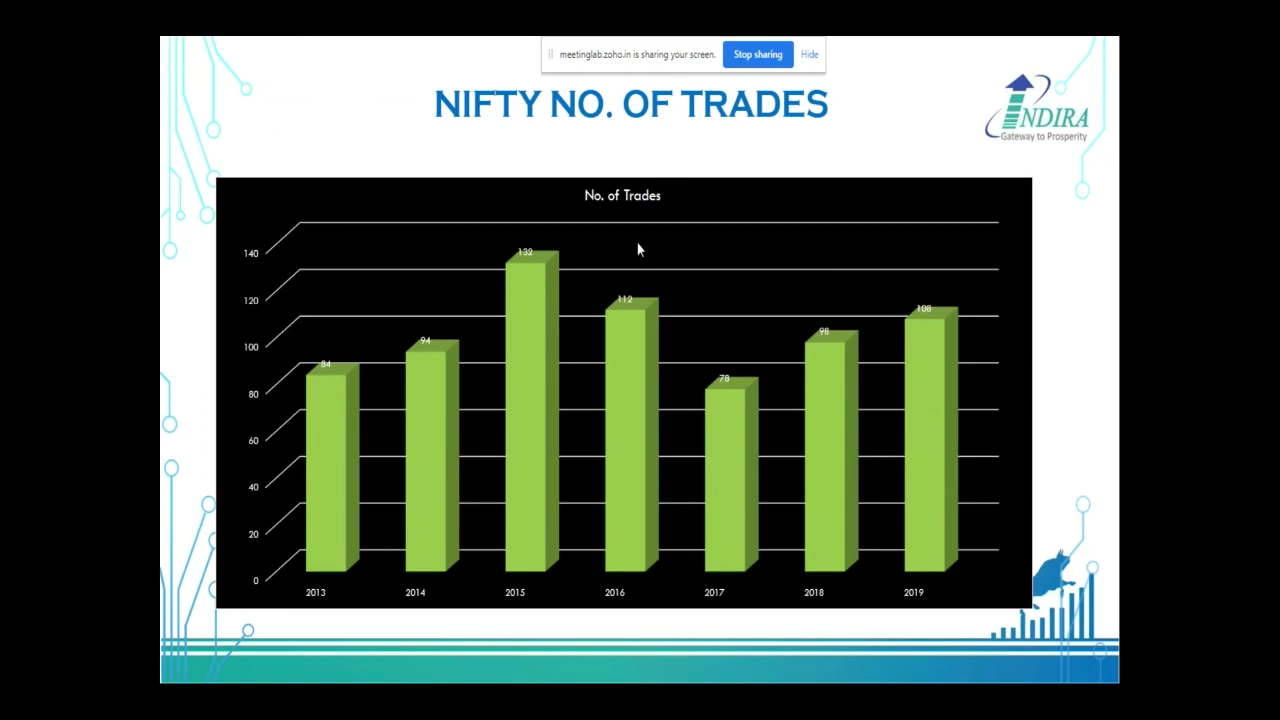 meetinglab.zoho.in is sharing your screen. Stop sharing Hide
NIFTY NO. OF TRADES
INDIRA
Gateway to Prosperity
No. of Trades
140
120
100
80
60
40
20
0
84
94
132
112
78
98
108
2013 2014 2015 2016 2017 2018 2019